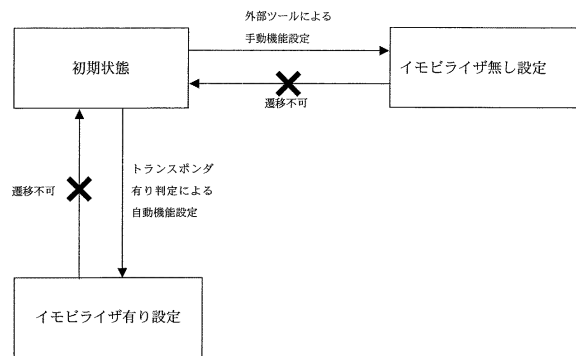 外部ツールによる
手動機能設定
初期状態
イモビライザ無し設定
遷移不可
トランスポンダ
有り判定による
自動機能設定
遷移不可
イモビライザ有り設定